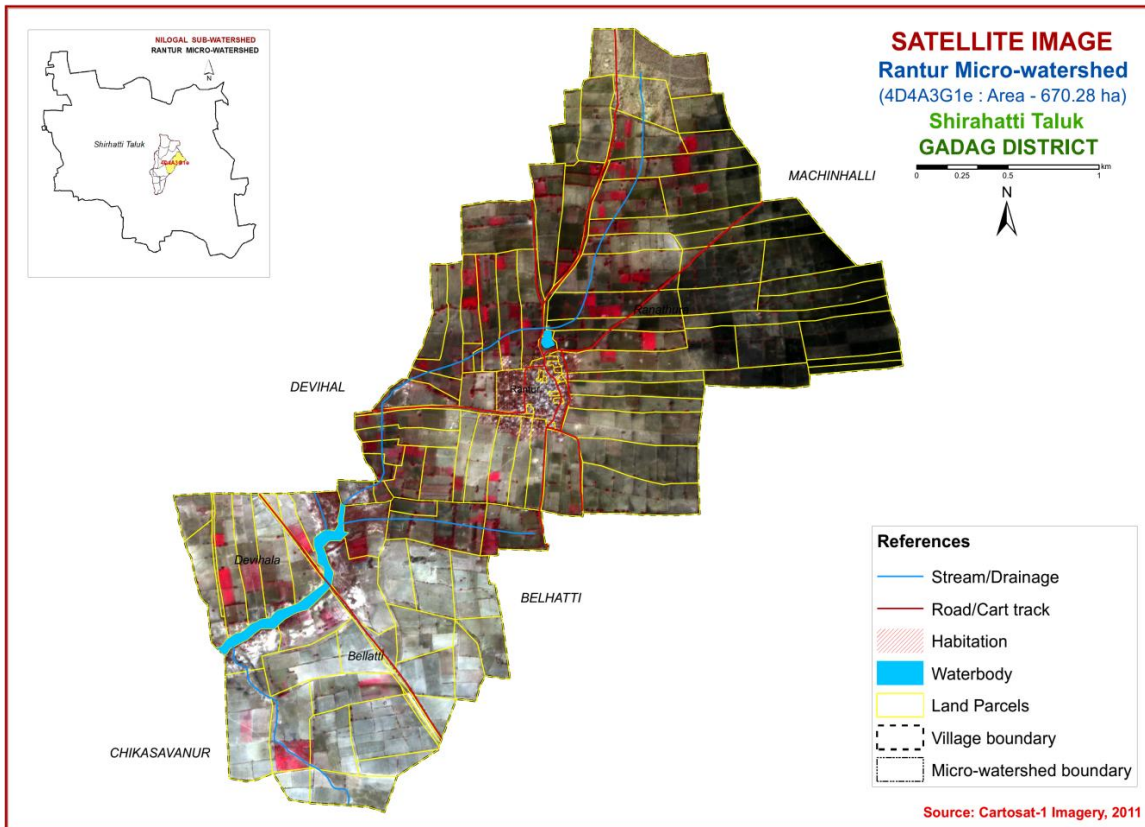 NILOGAL SUB-WATERSHED
RANTUR MICRO-WATERSHED
N
Shirhatti Taluk
4D4A3G1e
SATELLITE IMAGE
Rantur Micro-watershed
(4D4A3G1e : Area - 670.28 ha)
Shirahatti Taluk
GADAG DISTRICT
km
0 0.25 0.5 1
N
MACHINHALLI
Ranathur
DEVIHAL
Rantur
Devihala
BELHATTI
Bellatti
CHIKASAVANUR
References
Stream/Drainage
Road/Cart track
Habitation
Waterbody
Land Parcels
Village boundary
Micro-watershed boundary
Source: Cartosat-1 Imagery, 2011